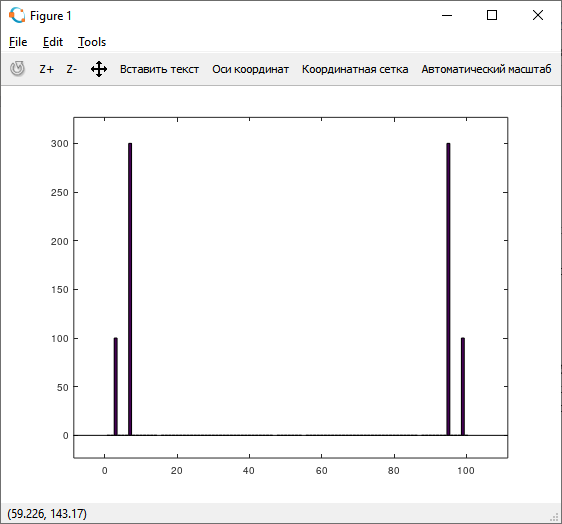 Figure 1
File Edit Tools
Z+ Z- Вставить текст Оси координат Координатная сетка Автоматический масштаб
300
250
200
150
100
50
0
0 20 40 60 80 100
(59.226, 143.17)